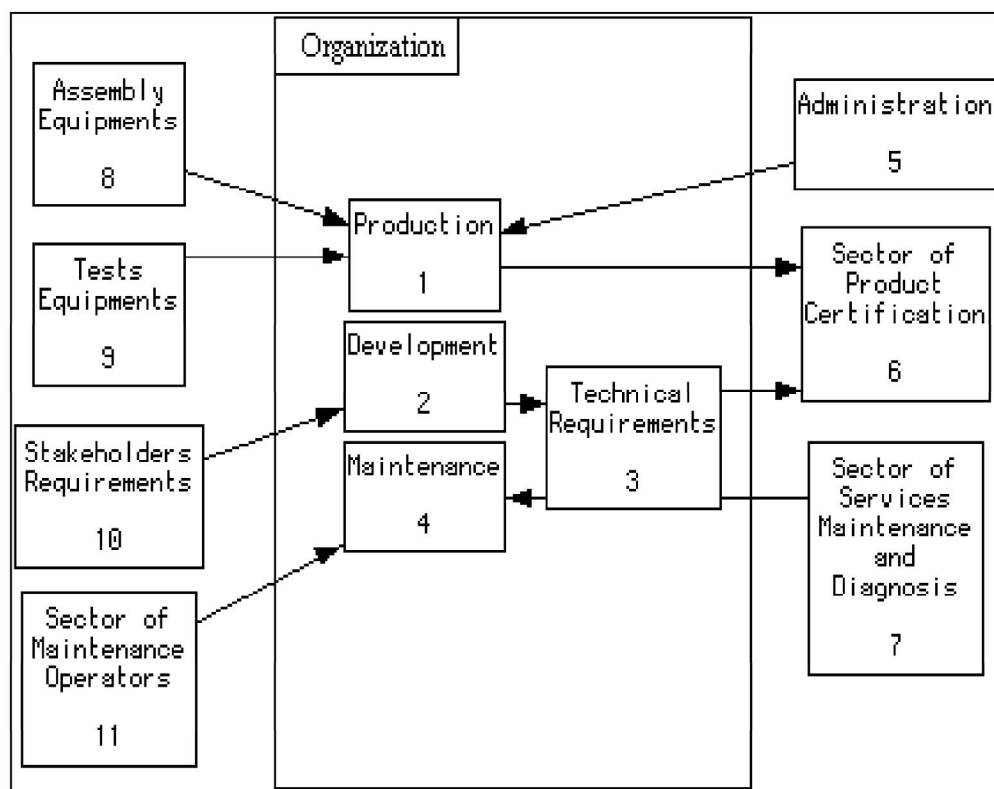 Organization
Assembly
Equipments
8
Tests
Equipments
9
Stakeholders
Requirements
10
Sector of
Maintenance
Operators
11
Production
1
Development
2
Maintenance
4
Technical
Requirements
3
Administration
5
Sector of
Product
Certification
6
Sector of
Services
Maintenance
and
Diagnosis
7